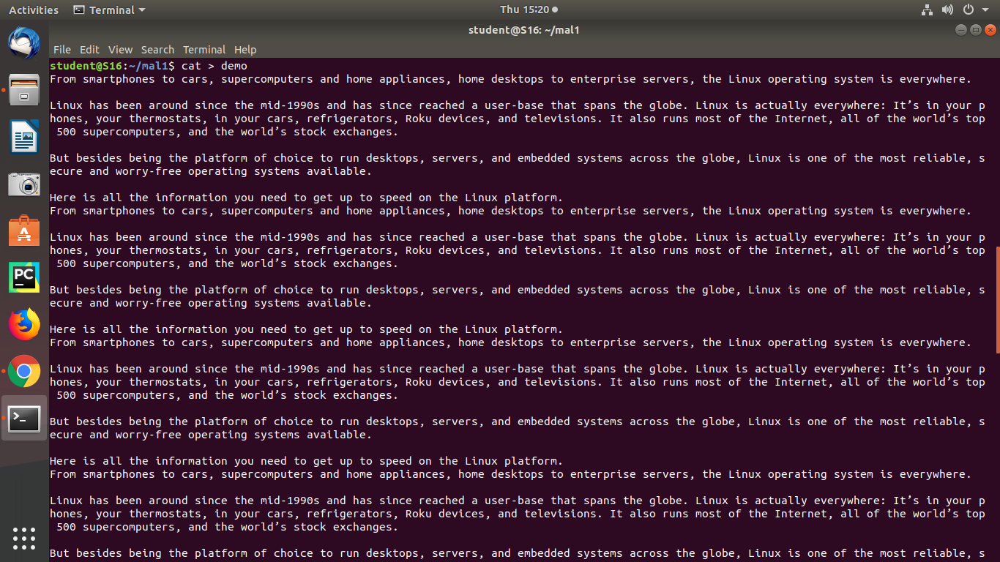 Activities Terminal Thu 15:20
student@S16: ~/mal1
File Edit View Search Terminal Help
student@S16:~/mal1$ cat > demo
From smartphones to cars, supercomputers and home appliances, home desktops to enterprise servers, the Linux operating system is everywhere.
Linux has been around since the mid-1990s and has since reached a user-base that spans the globe. Linux is actually everywhere: It’s in your p
hones, your thermostats, in your cars, refrigerators, Roku devices, and televisions. It also runs most of the Internet, all of the world’s top
500 supercomputers, and the world’s stock exchanges.
But besides being the platform of choice to run desktops, servers, and embedded systems across the globe, Linux is one of the most reliable, s
ecure and worry-free operating systems available.
Here is all the information you need to get up to speed on the Linux platform.
From smartphones to cars, supercomputers and home appliances, home desktops to enterprise servers, the Linux operating system is everywhere.
Linux has been around since the mid-1990s and has since reached a user-base that spans the globe. Linux is actually everywhere: It’s in your p
hones, your thermostats, in your cars, refrigerators, Roku devices, and televisions. It also runs most of the Internet, all of the world’s top
500 supercomputers, and the world’s stock exchanges.
But besides being the platform of choice to run desktops, servers, and embedded systems across the globe, Linux is one of the most reliable, s
ecure and worry-free operating systems available.
Here is all the information you need to get up to speed on the Linux platform.
From smartphones to cars, supercomputers and home appliances, home desktops to enterprise servers, the Linux operating system is everywhere.
Linux has been around since the mid-1990s and has since reached a user-base that spans the globe. Linux is actually everywhere: It’s in your p
hones, your thermostats, in your cars, refrigerators, Roku devices, and televisions. It also runs most of the Internet, all of the world’s top
500 supercomputers, and the world’s stock exchanges.
But besides being the platform of choice to run desktops, servers, and embedded systems across the globe, Linux is one of the most reliable, s
ecure and worry-free operating systems available.
Here is all the information you need to get up to speed on the Linux platform.
From smartphones to cars, supercomputers and home appliances, home desktops to enterprise servers, the Linux operating system is everywhere.
Linux has been around since the mid-1990s and has since reached a user-base that spans the globe. Linux is actually everywhere: It’s in your p
hones, your thermostats, in your cars, refrigerators, Roku devices, and televisions. It also runs most of the Internet, all of the world’s top
500 supercomputers, and the world’s stock exchanges.
But besides being the platform of choice to run desktops, servers, and embedded systems across the globe, Linux is one of the most reliable, s
PC